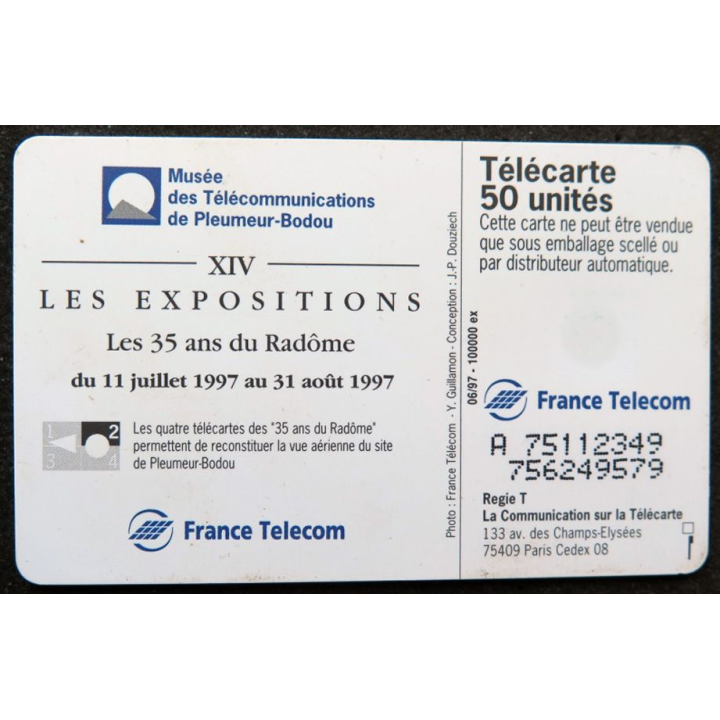 Musée
des Télécommunications
de Pleumeur-Bodou
XIV
LES EXPOSITIONS
Les 35 ans du Radôme
du 11 juillet 1997 au 31 août 1997
1 2
3 4
Les quatre télécartes des "35 ans du Radôme"
permettent de reconstituer la vue aérienne du site
de Pleumeur-Bodou
France Telecom
Photo : France Télécom - Y. Guillamon - Conception : J.-P. Douziech
06/97 - 100000 ex
Télécarte
50 unités
Cette carte ne peut être vendue
que sous emballage scellé ou
par distributeur automatique.
France Telecom
A 75112349
756249579
Regie T
La Communication sur la Télécarte
133 av. des Champs-Elysées
75409 Paris Cedex 08